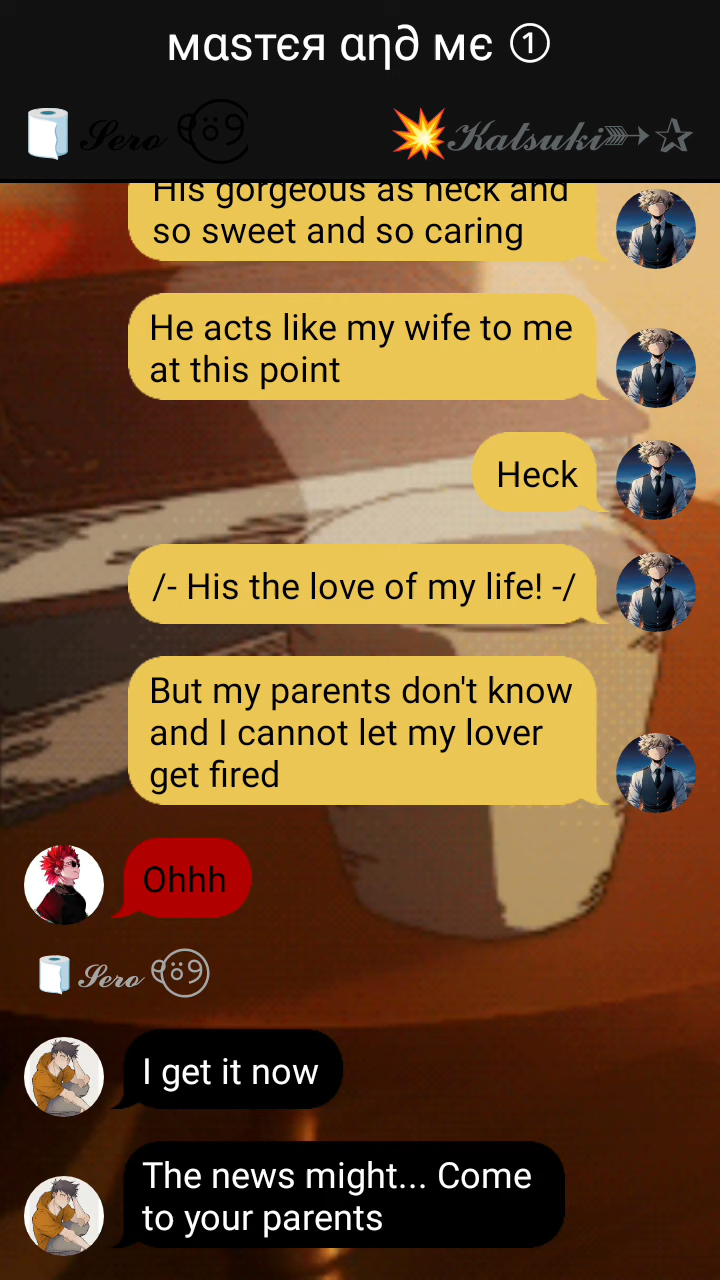 мαѕтєя αη∂ мє ①
𝒮ℯ𝓇ℴ
𝒦𝒶𝓉𝓈𝓊𝓀𝒾
His gorgeous as heck and
so sweet and so caring
He acts like my wife to me
at this point
Heck
/- His the love of my life! -/
But my parents don't know
and I cannot let my lover
get fired
Ohhh
𝒮ℯ𝓇ℴ
I get it now
The news might... Come
to your parents